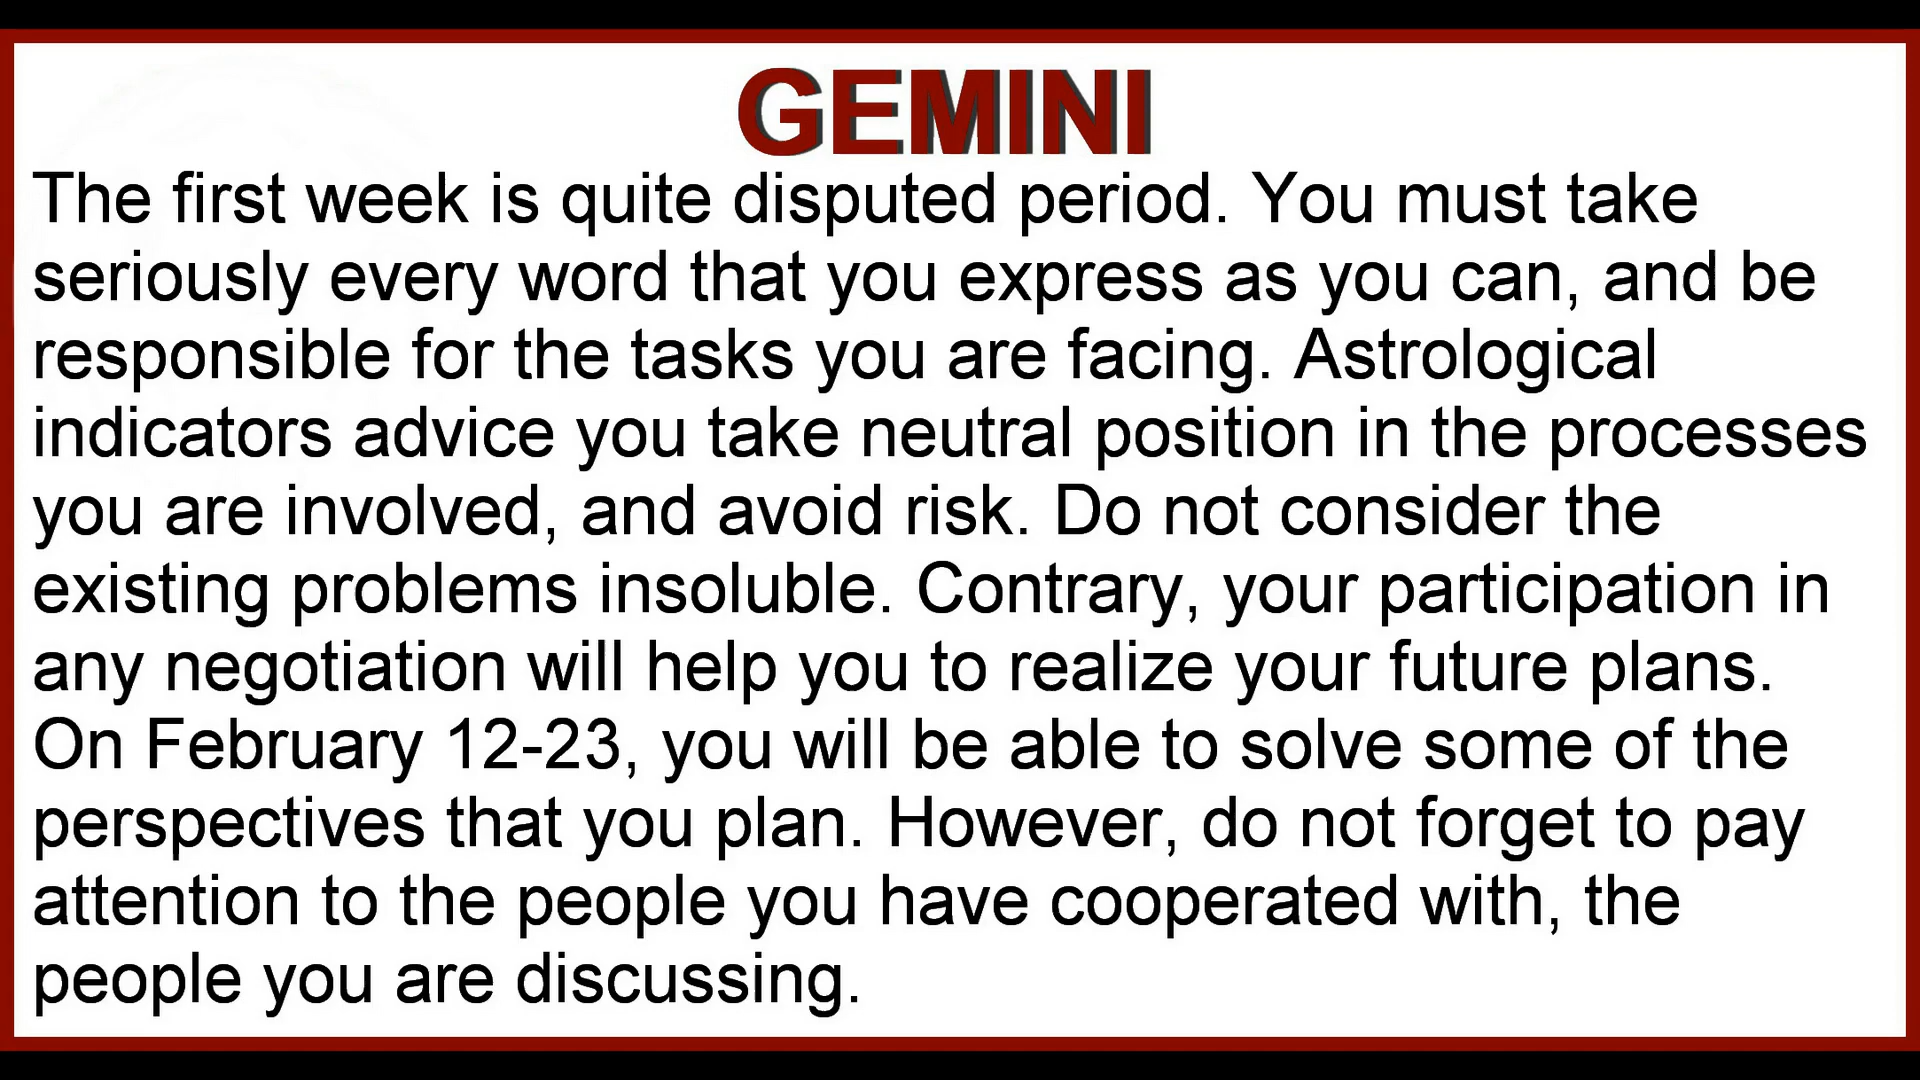 GEMINI
The first week is quite disputed period. You must take
seriously every word that you express as you can, and be
responsible for the tasks you are facing. Astrological
indicators advice you take neutral position in the processes
you are involved, and avoid risk. Do not consider the
existing problems insoluble. Contrary, your participation in
any negotiation will help you to realize your future plans.
On February 12-23, you will be able to solve some of the
perspectives that you plan. However, do not forget to pay
attention to the people you have cooperated with, the
people you are discussing.